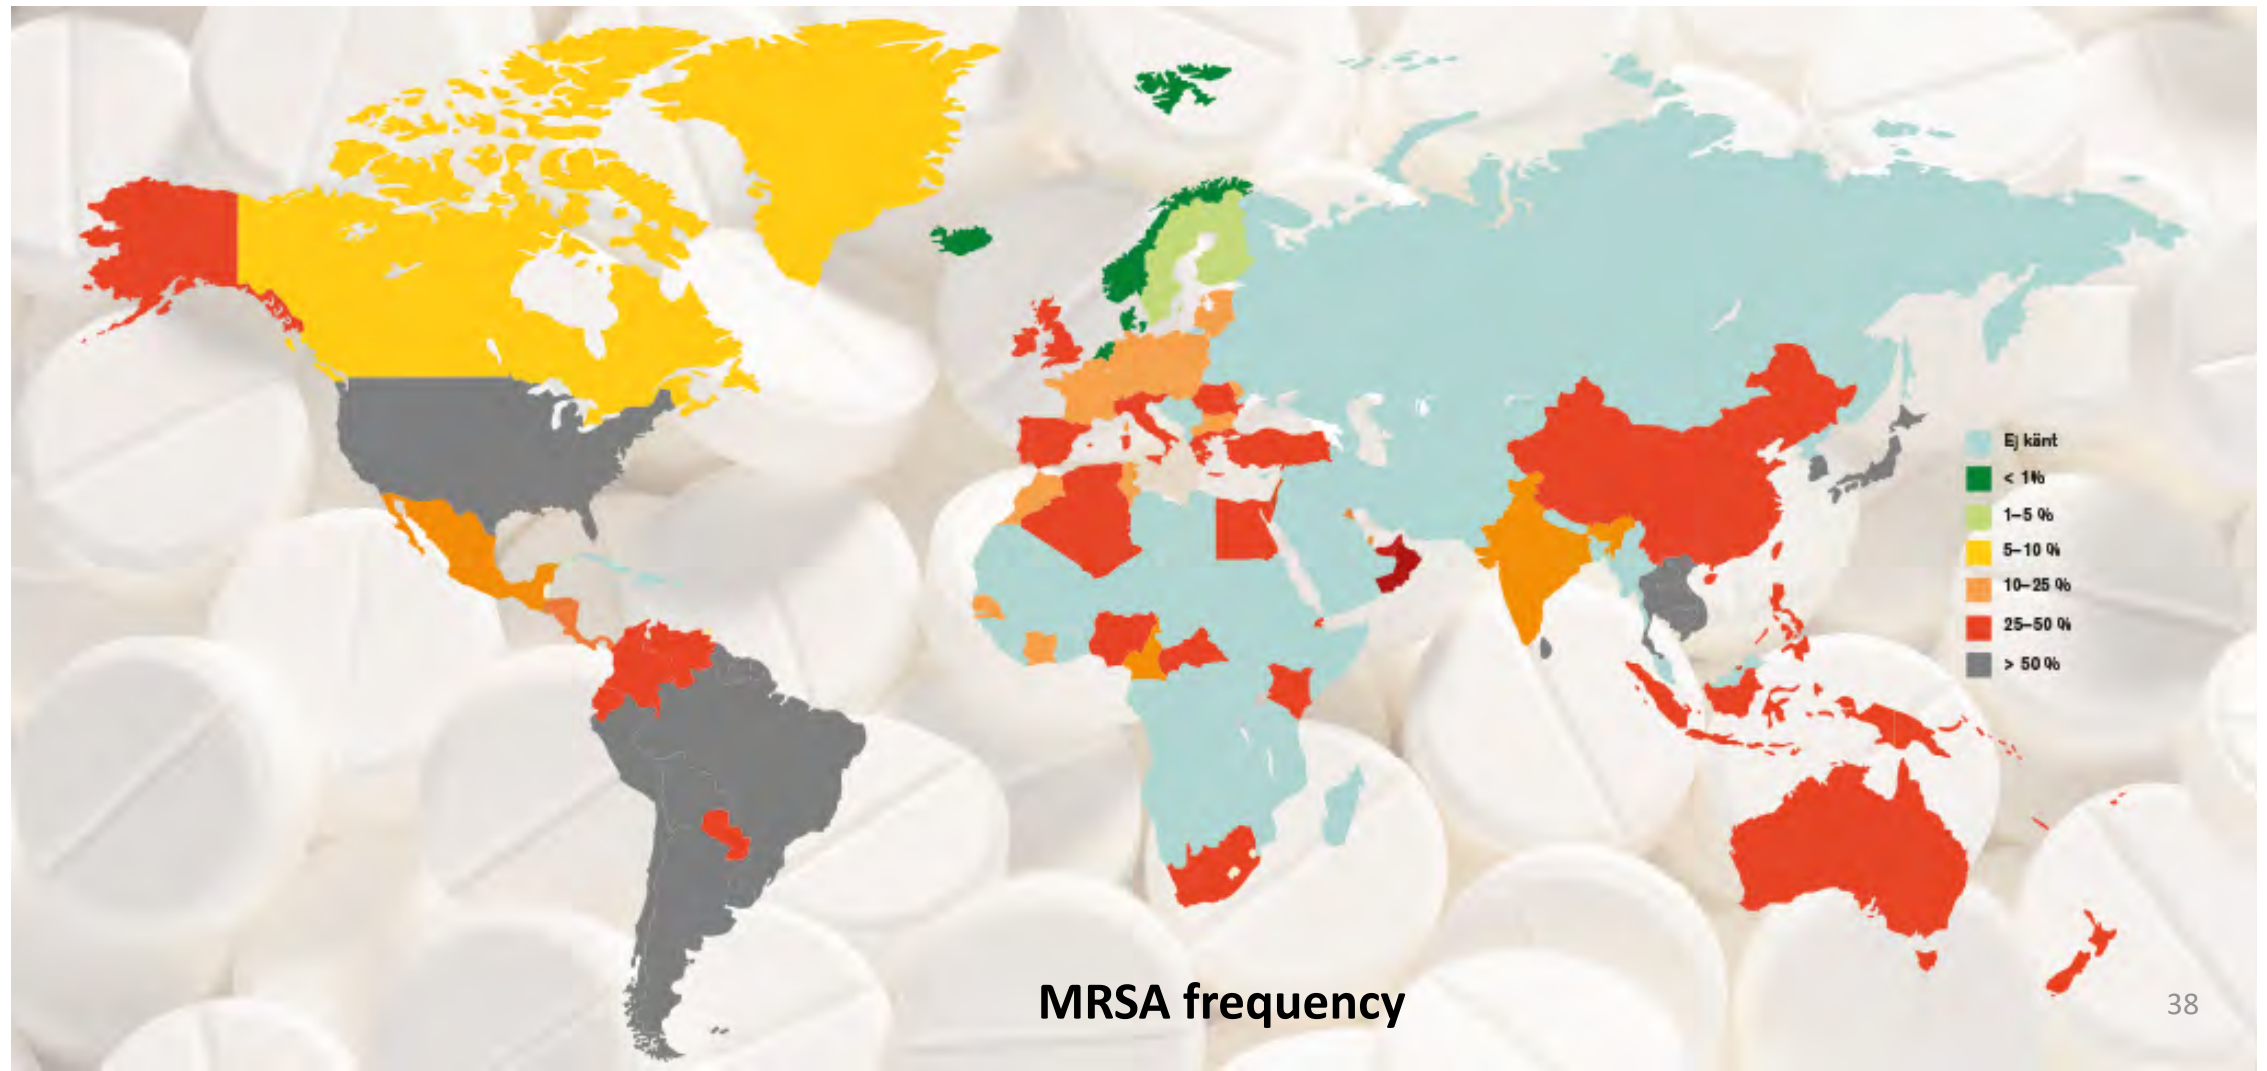 Ej känt
< 1%
1–5 %
5–10 %
10–25 %
25–50 %
> 50 %
MRSA frequency
38